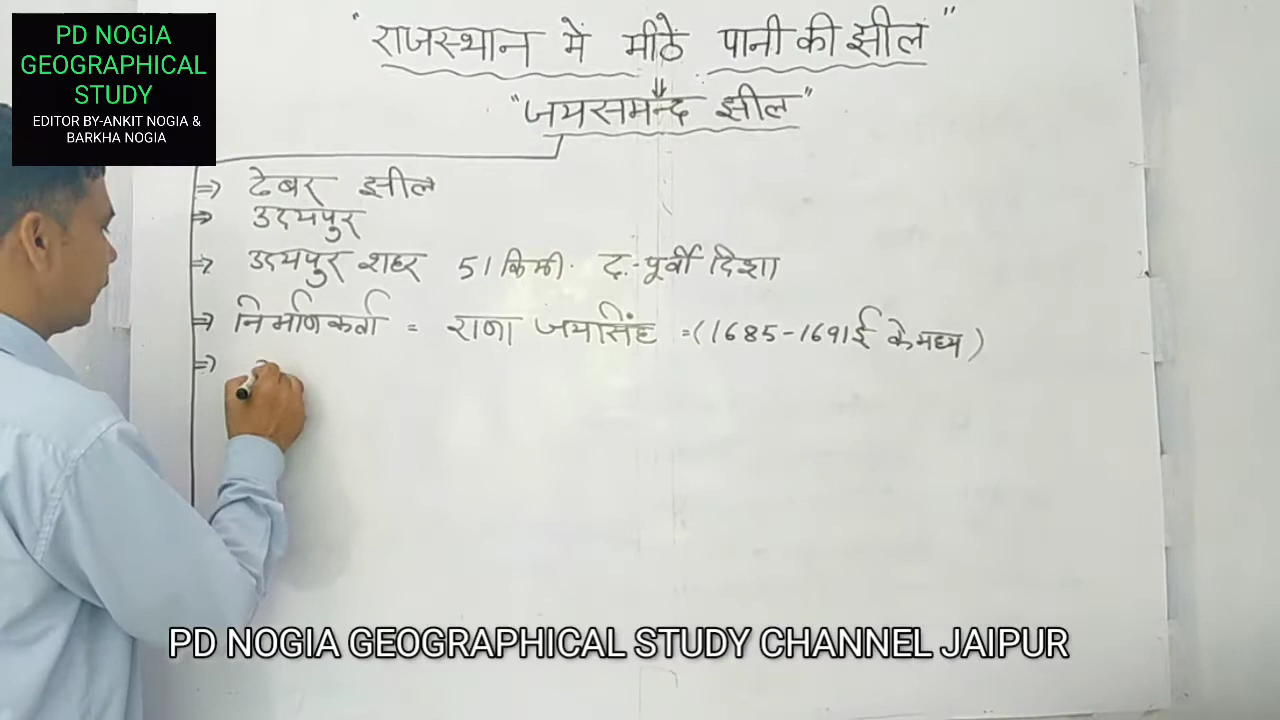 PD NOGIA
GEOGRAPHICAL
STUDY
EDITOR BY-ANKIT NOGIA &
BARKHA NOGIA
"राजस्थान में मीठे पानी की झील"
"जयसमन्द झील"
⇒ ढेबर झील
⇒ उदयपुर
⇒ उदयपुर शहर 51 किमी. द.-पूर्वी दिशा
⇒ निर्माणकर्ता = राणा जयसिंह =(1685-1691ई के मध्य)
⇒
PD NOGIA GEOGRAPHICAL STUDY CHANNEL JAIPUR